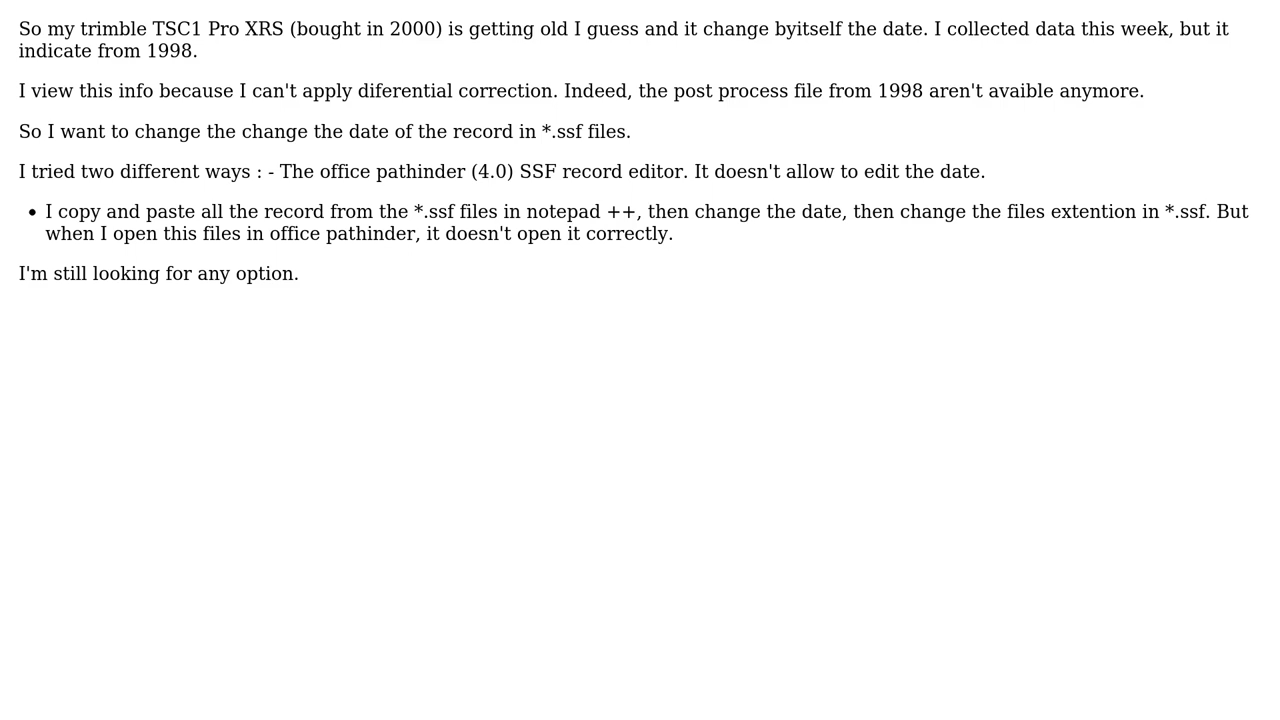 So my trimble TSC1 Pro XRS (bought in 2000) is getting old I guess and it change byitself the date. I collected data this week, but it
indicate from 1998.
I view this info because I can't apply diferential correction. Indeed, the post process file from 1998 aren't avaible anymore.
So I want to change the change the date of the record in *.ssf files.
I tried two different ways : - The office pathinder (4.0) SSF record editor. It doesn't allow to edit the date.
• I copy and paste all the record from the *.ssf files in notepad ++, then change the date, then change the files extention in *.ssf. But
when I open this files in office pathinder, it doesn't open it correctly.
I'm still looking for any option.